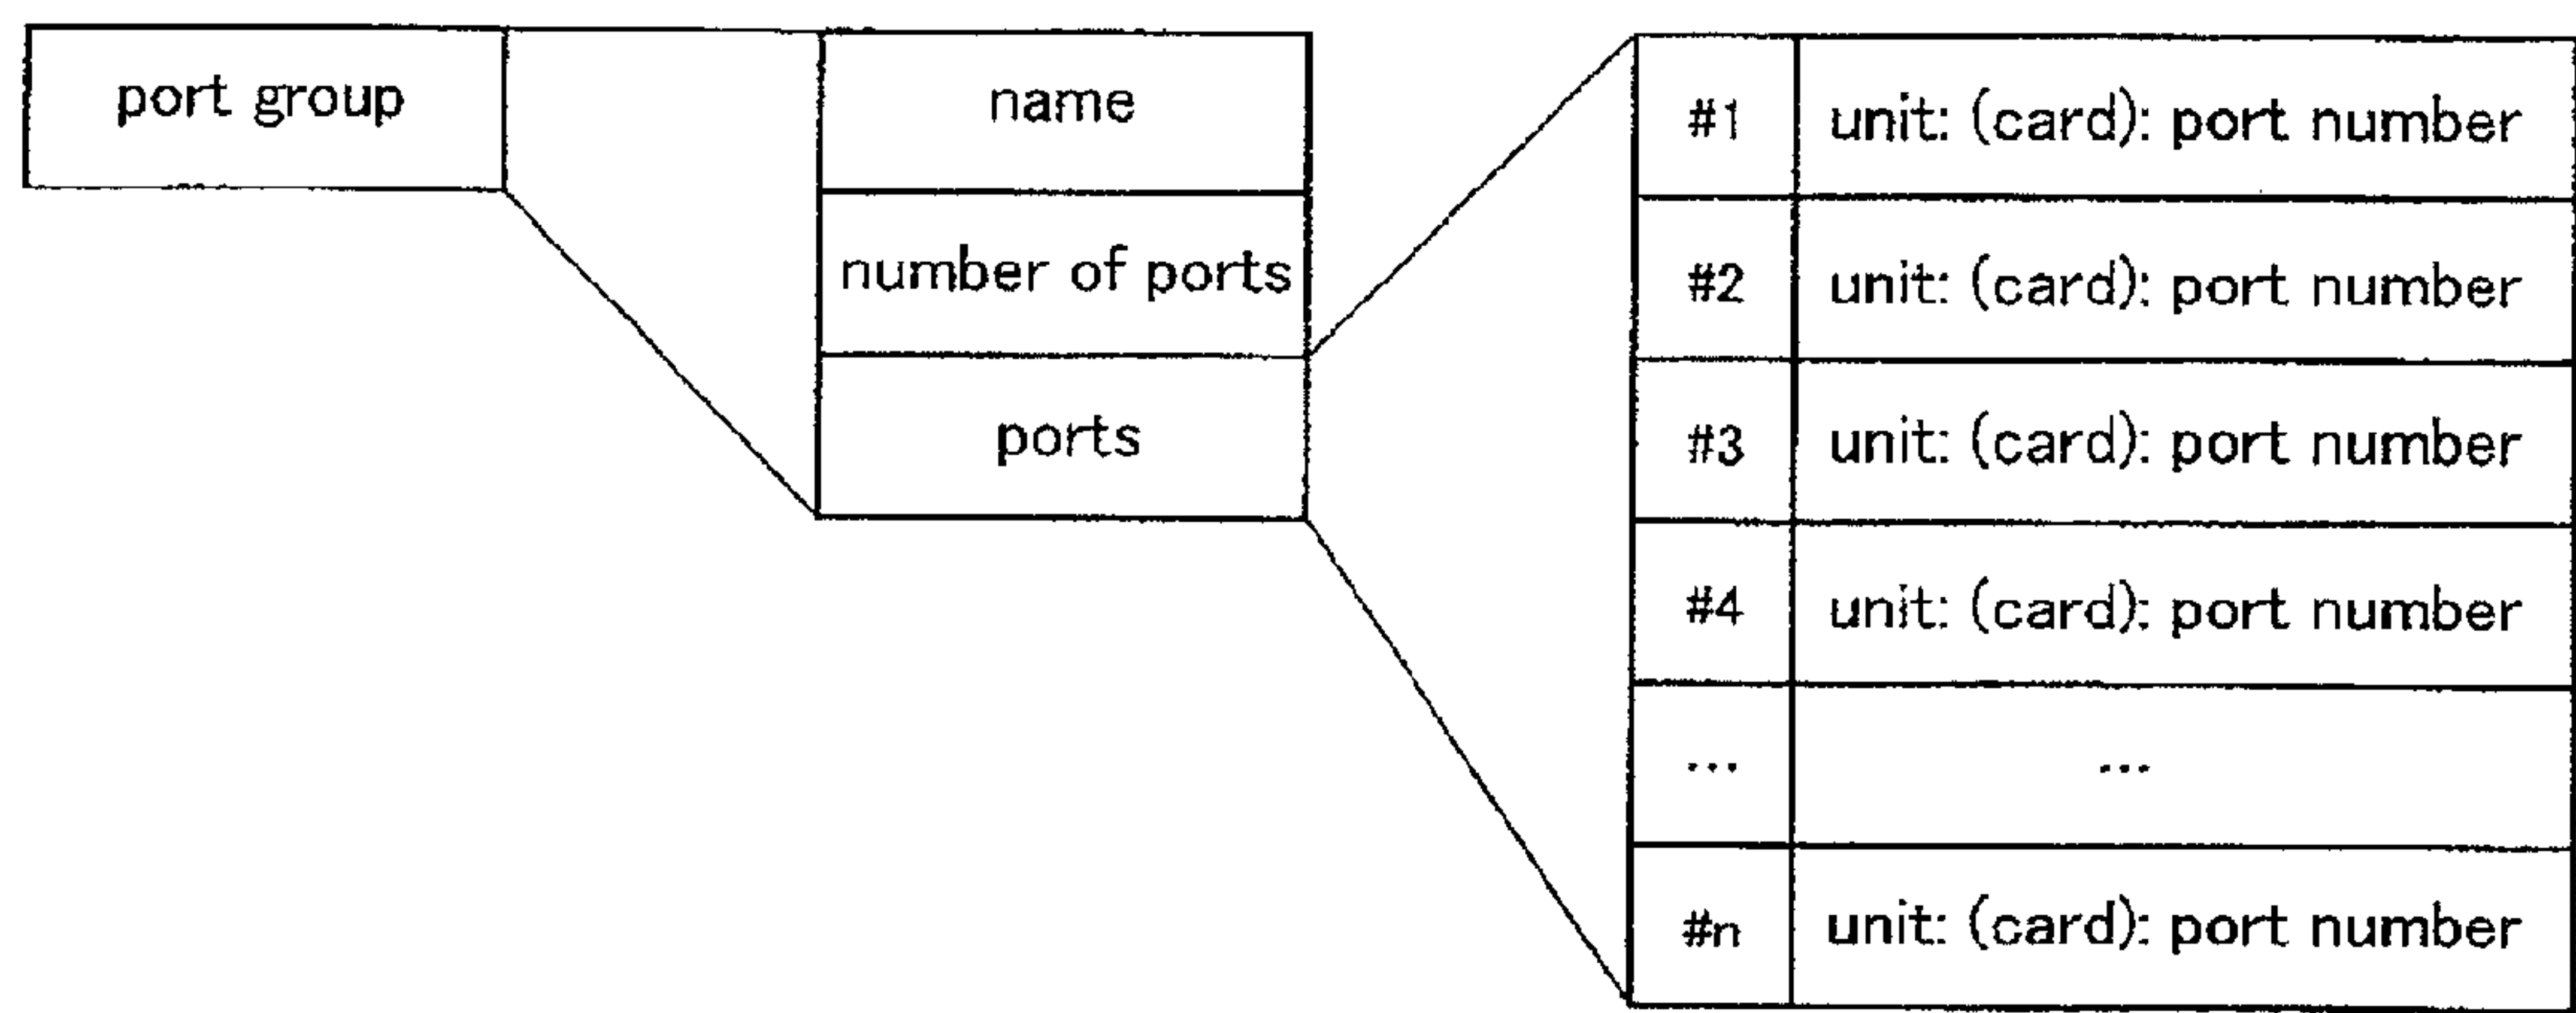 port group
name
number of ports
ports
#1 unit: (card): port number
#2 unit: (card): port number
#3 unit: (card): port number
#4 unit: (card): port number
... ...
#n unit: (card): port number